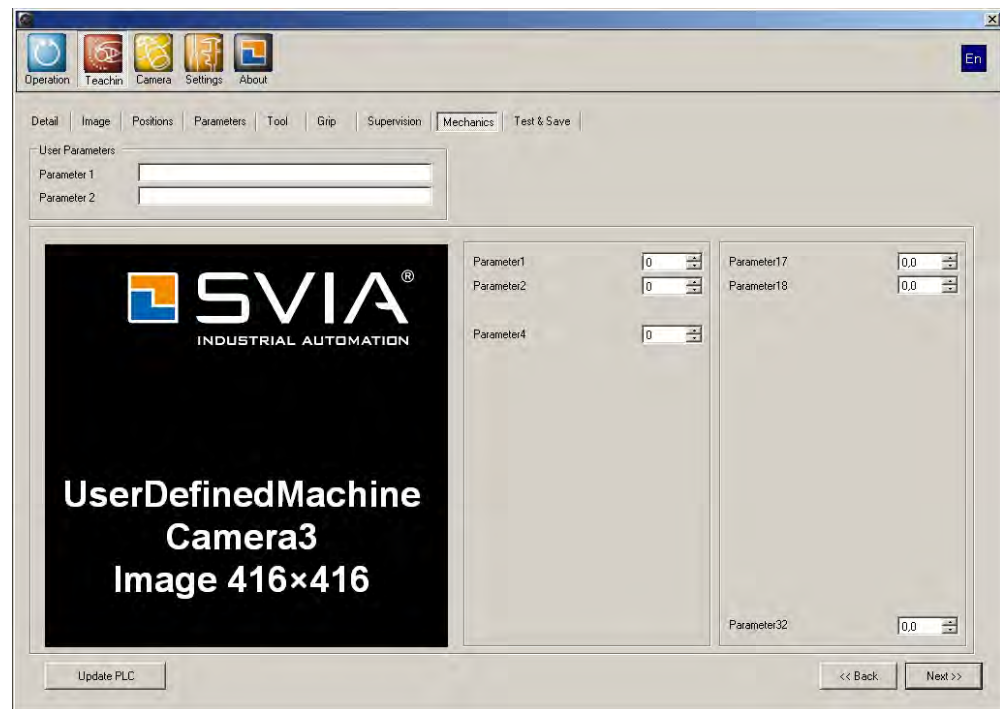 En
Operation Teachin Camera Settings About
Detail Image Positions Parameters Tool Grip Supervision Mechanics Test & Save
User Parameters
Parameter 1
Parameter 2
SVIA®
INDUSTRIAL AUTOMATION
UserDefinedMachine
Camera3
Image 416×416
Parameter1 0
Parameter2 0
Parameter4 0
Parameter17 0,0
Parameter18 0,0
Parameter32 0,0
Update PLC
<< Back Next >>